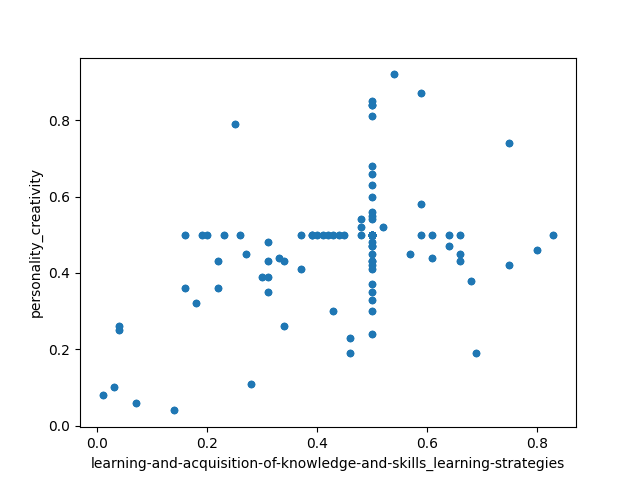 0.8
0.6
0.4
0.2
0.0
personality_creativity
0.0 0.2 0.4 0.6 0.8
learning-and-acquisition-of-knowledge-and-skills_learning-strategies